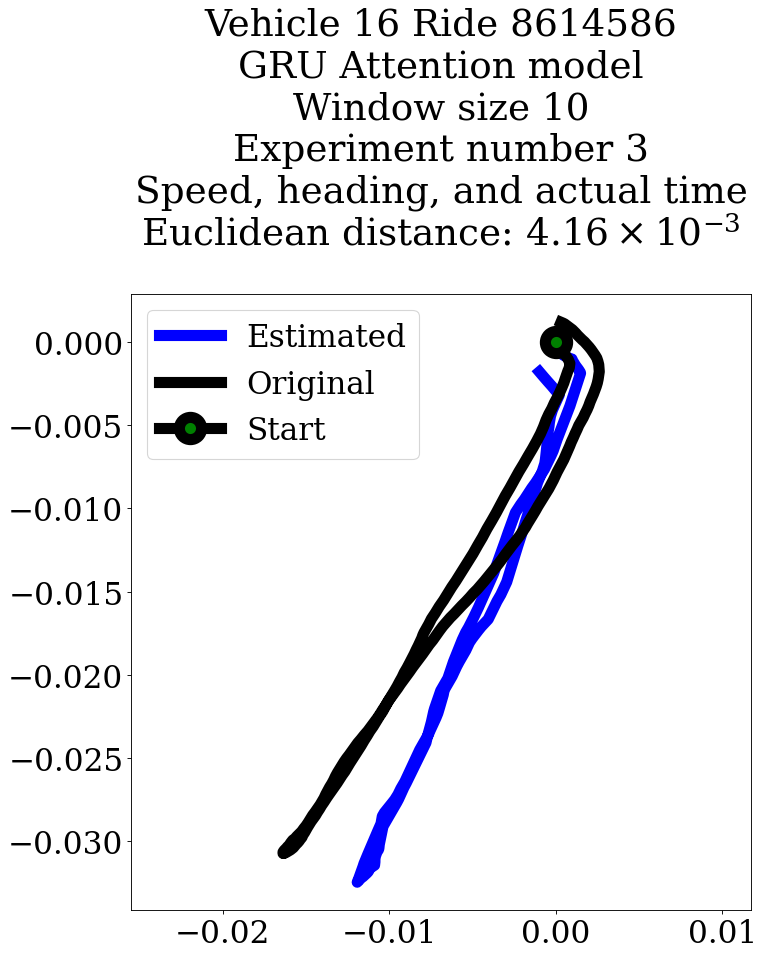 Vehicle 16 Ride 8614586
GRU Attention model
Window size 10
Experiment number 3
Speed, heading, and actual time
Euclidean distance: 4.16 × 10⁻³
Estimated
Original
Start
0.000
−0.005
−0.010
−0.015
−0.020
−0.025
−0.030
−0.02
−0.01
0.00
0.01